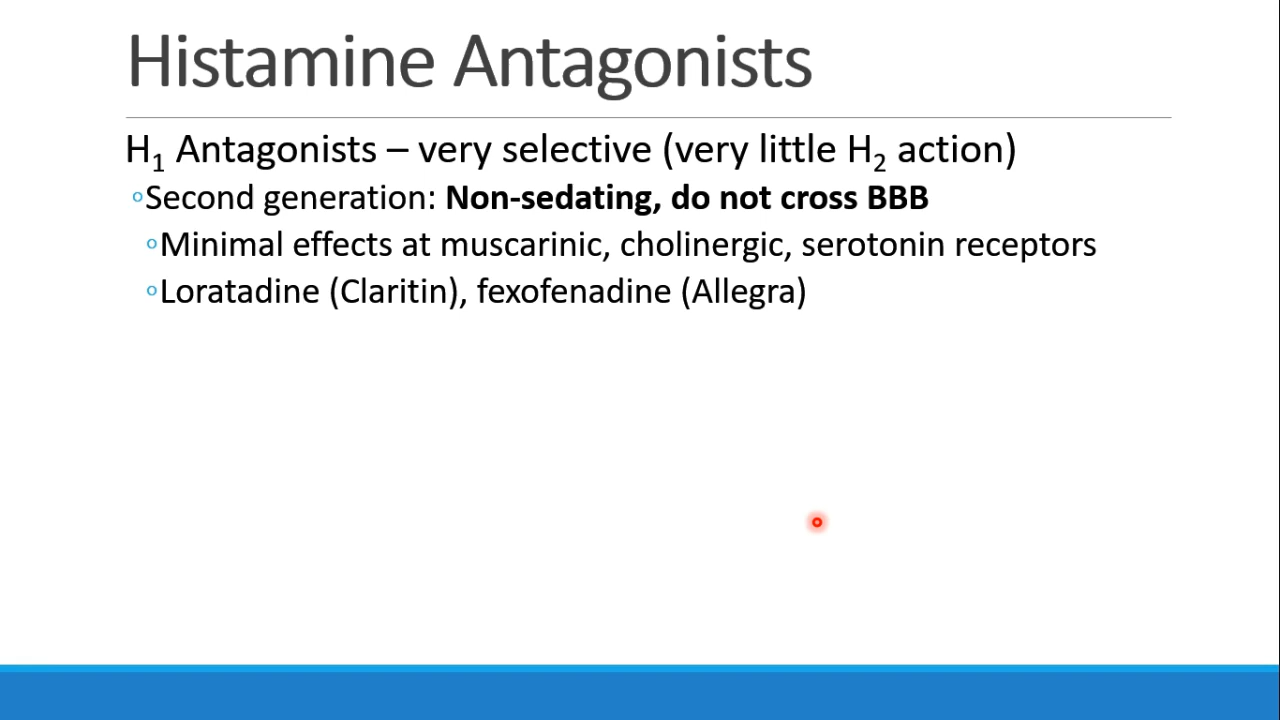 Histamine Antagonists
H₁ Antagonists – very selective (very little H₂ action)
◦Second generation: Non-sedating, do not cross BBB
◦Minimal effects at muscarinic, cholinergic, serotonin receptors
◦Loratadine (Claritin), fexofenadine (Allegra)